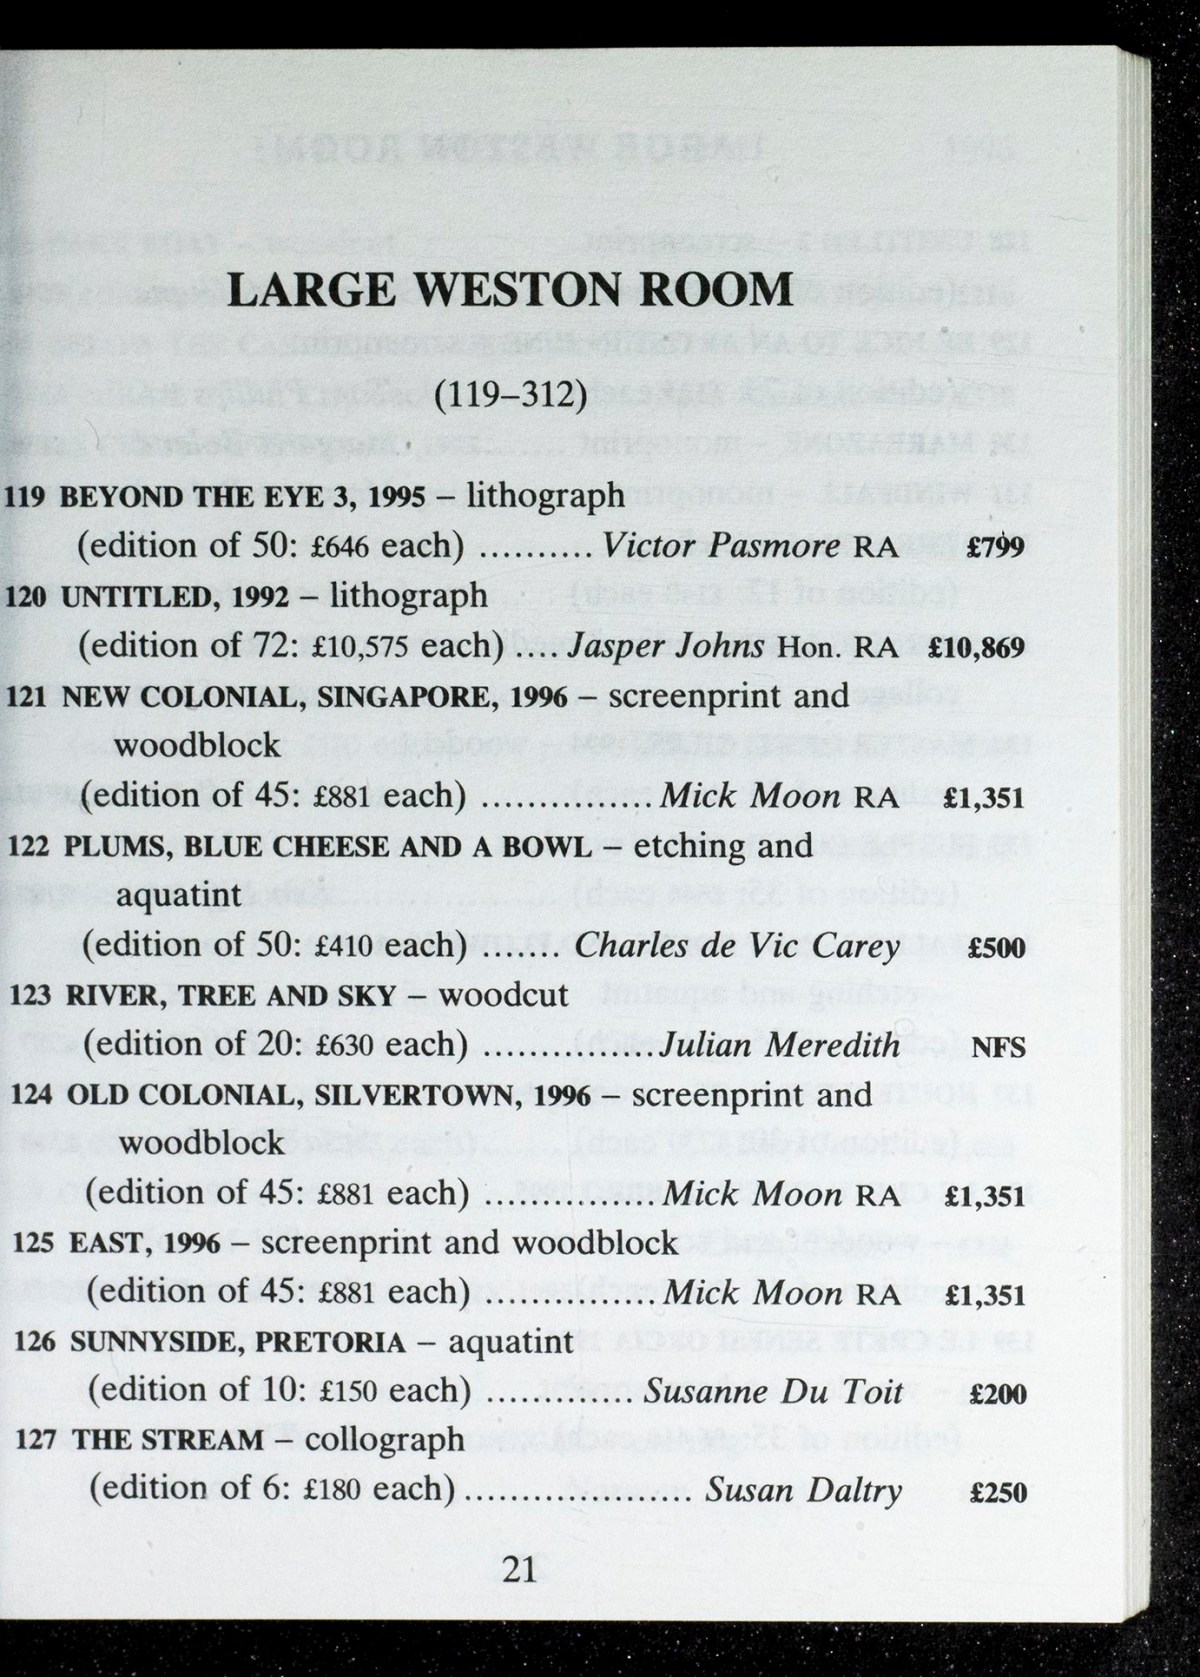 LARGE WESTON ROOM
(119–312)
119 BEYOND THE EYE 3, 1995 – lithograph
(edition of 50: £646 each) .......... Victor Pasmore RA £799
120 UNTITLED, 1992 – lithograph
(edition of 72: £10,575 each) .... Jasper Johns Hon. RA £10,869
121 NEW COLONIAL, SINGAPORE, 1996 – screenprint and
woodblock
(edition of 45: £881 each) ............... Mick Moon RA £1,351
122 PLUMS, BLUE CHEESE AND A BOWL – etching and
aquatint
(edition of 50: £410 each) ....... Charles de Vic Carey £500
123 RIVER, TREE AND SKY – woodcut
(edition of 20: £630 each) ...............Julian Meredith NFS
124 OLD COLONIAL, SILVERTOWN, 1996 – screenprint and
woodblock
(edition of 45: £881 each) ............... Mick Moon RA £1,351
125 EAST, 1996 – screenprint and woodblock
(edition of 45: £881 each) ............... Mick Moon RA £1,351
126 SUNNYSIDE, PRETORIA – aquatint
(edition of 10: £150 each) ............. Susanne Du Toit £200
127 THE STREAM – collograph
(edition of 6: £180 each) .................... Susan Daltry £250
21